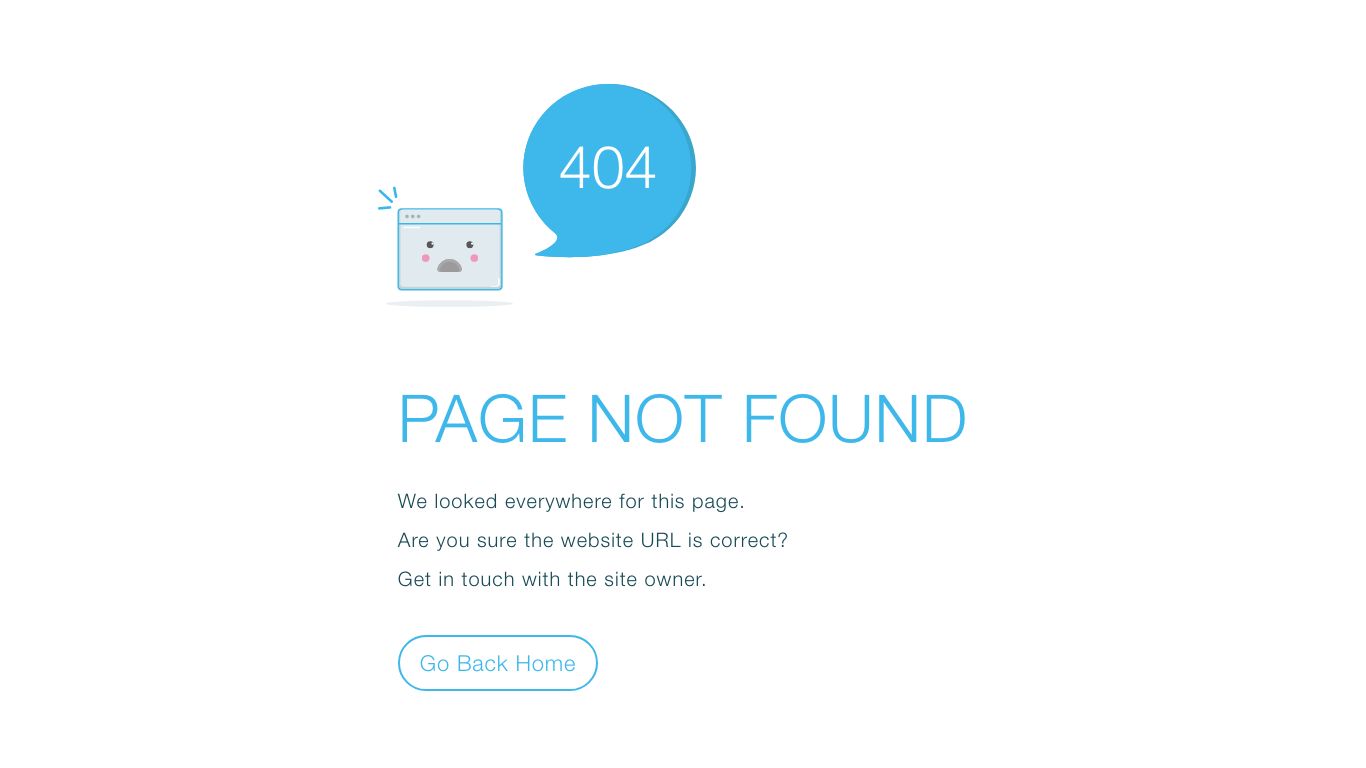 404
PAGE NOT FOUND
We looked everywhere for this page.
Are you sure the website URL is correct?
Get in touch with the site owner.
Go Back Home